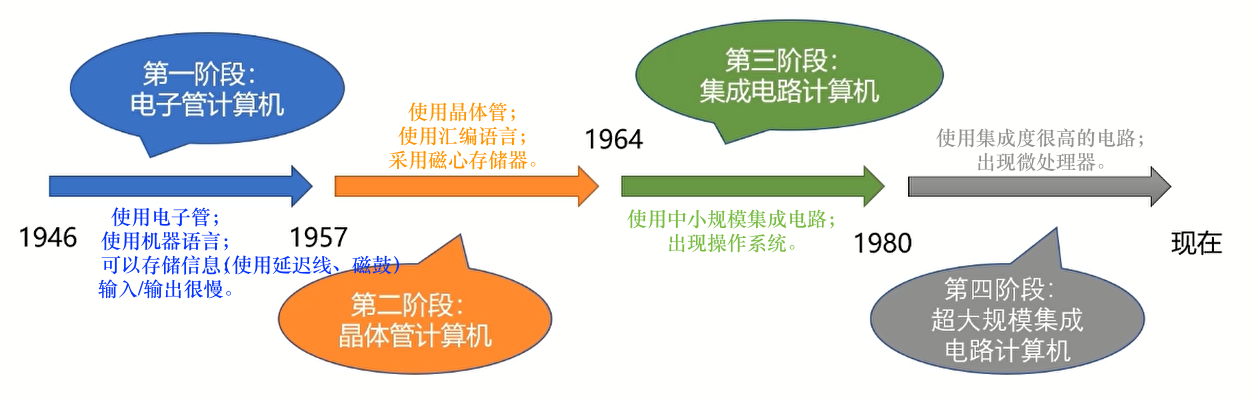 第一阶段：
电子管计算机
1946
使用电子管；
使用机器语言；
可以存储信息(使用延迟线、磁鼓）
输入/输出很慢。
1957
使用晶体管；
使用汇编语言；
采用磁心存储器。
第二阶段：
晶体管计算机
1964
第三阶段：
集成电路计算机
使用中小规模集成电路；
出现操作系统。
1980
使用集成度很高的电路；
出现微处理器。
第四阶段：
超大规模集成
电路计算机
现在